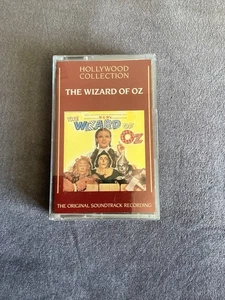 HOLLYWOOD
COLLECTION
THE WIZARD OF OZ
THE
WIZARD
OF OZ
THE ORIGINAL SOUNDTRACK RECORDING